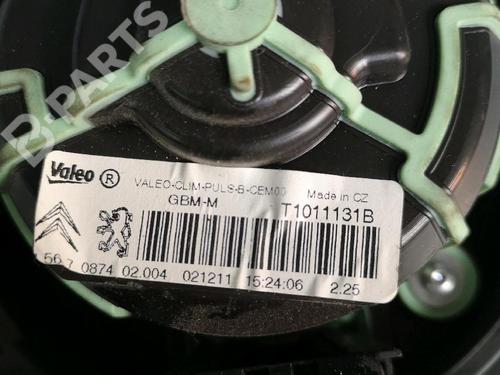 B-PARTS
Valeo ® VALEO-CLIM-PULS-B-CEM00 Made in CZ
GBM-M T1011131B
56 7 0874 02.004 021211 15:24:06 2.25